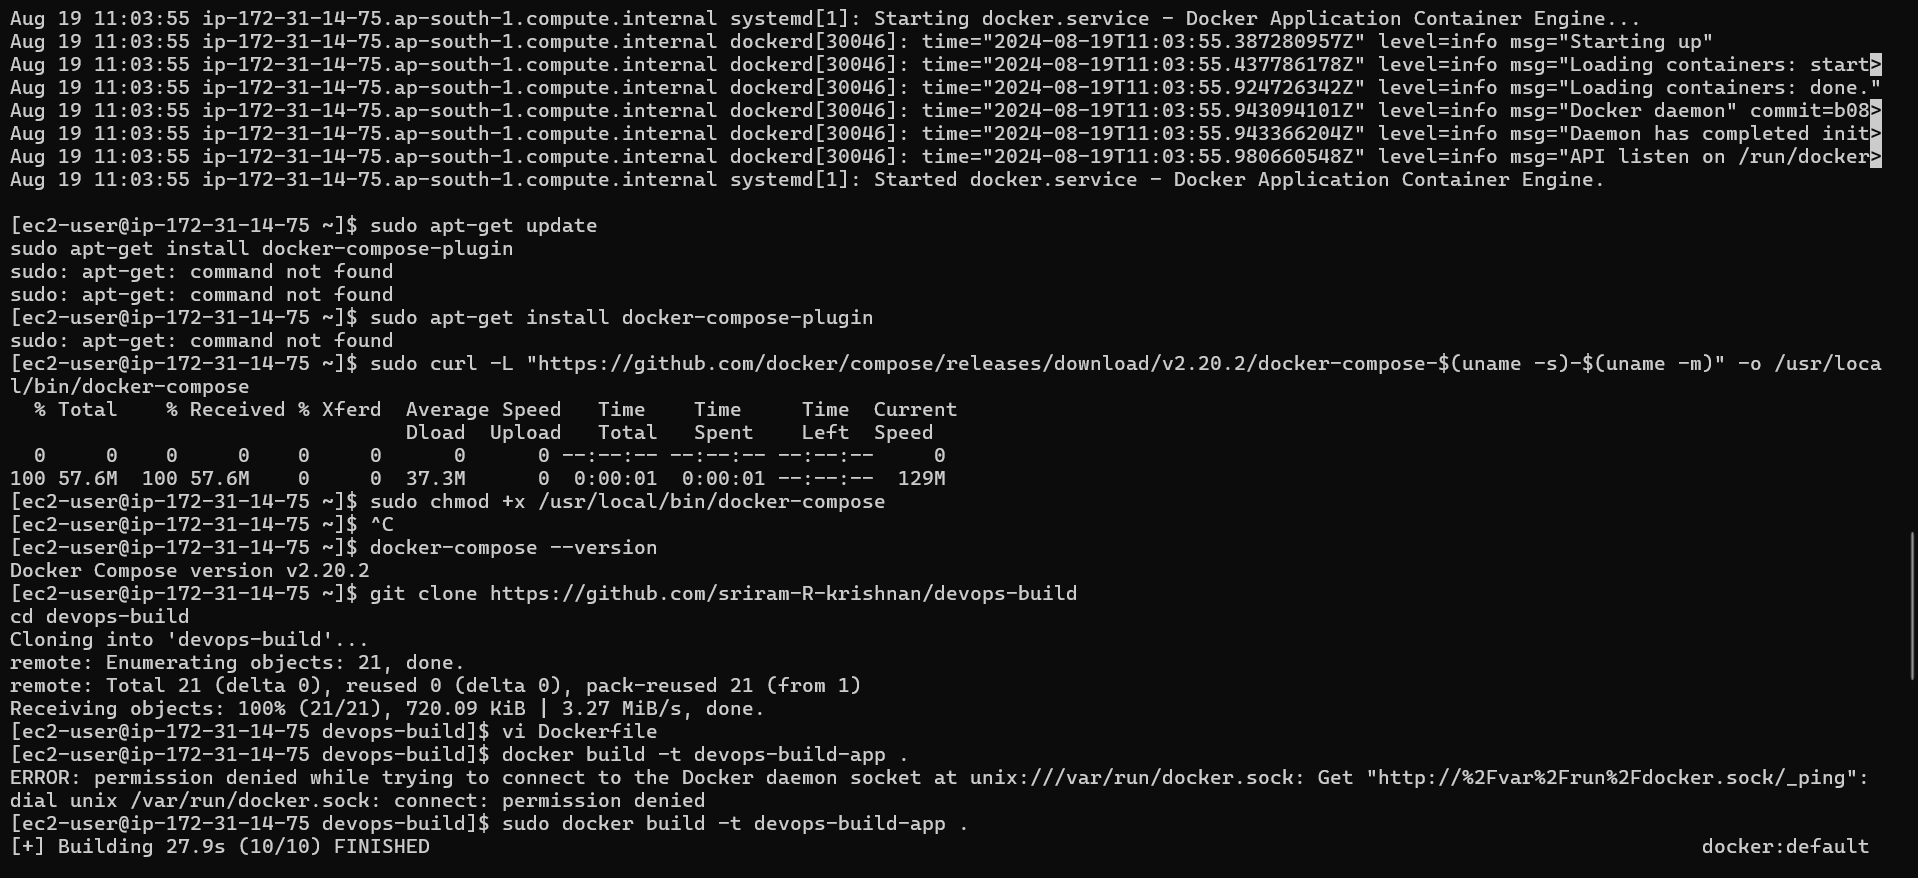 Aug 19 11:03:55 ip-172-31-14-75.ap-south-1.compute.internal systemd[1]: Starting docker.service - Docker Application Container Engine...
Aug 19 11:03:55 ip-172-31-14-75.ap-south-1.compute.internal dockerd[30046]: time="2024-08-19T11:03:55.387280957Z" level=info msg="Starting up"
Aug 19 11:03:55 ip-172-31-14-75.ap-south-1.compute.internal dockerd[30046]: time="2024-08-19T11:03:55.437786178Z" level=info msg="Loading containers: start>
Aug 19 11:03:55 ip-172-31-14-75.ap-south-1.compute.internal dockerd[30046]: time="2024-08-19T11:03:55.924726342Z" level=info msg="Loading containers: done."
Aug 19 11:03:55 ip-172-31-14-75.ap-south-1.compute.internal dockerd[30046]: time="2024-08-19T11:03:55.943094101Z" level=info msg="Docker daemon" commit=b08>
Aug 19 11:03:55 ip-172-31-14-75.ap-south-1.compute.internal dockerd[30046]: time="2024-08-19T11:03:55.943366204Z" level=info msg="Daemon has completed init>
Aug 19 11:03:55 ip-172-31-14-75.ap-south-1.compute.internal dockerd[30046]: time="2024-08-19T11:03:55.980660548Z" level=info msg="API listen on /run/docker>
Aug 19 11:03:55 ip-172-31-14-75.ap-south-1.compute.internal systemd[1]: Started docker.service - Docker Application Container Engine.
[ec2-user@ip-172-31-14-75 ~]$ sudo apt-get update
sudo apt-get install docker-compose-plugin
sudo: apt-get: command not found
sudo: apt-get: command not found
[ec2-user@ip-172-31-14-75 ~]$ sudo apt-get install docker-compose-plugin
sudo: apt-get: command not found
[ec2-user@ip-172-31-14-75 ~]$ sudo curl -L "https://github.com/docker/compose/releases/download/v2.20.2/docker-compose-$(uname -s)-$(uname -m)" -o /usr/loca
l/bin/docker-compose
  % Total    % Received % Xferd  Average Speed   Time    Time     Time  Current
                                 Dload  Upload   Total   Spent    Left  Speed
  0     0    0     0    0     0      0      0 --:--:-- --:--:-- --:--:--     0
100 57.6M  100 57.6M    0     0  37.3M      0  0:00:01  0:00:01 --:--:--  129M
[ec2-user@ip-172-31-14-75 ~]$ sudo chmod +x /usr/local/bin/docker-compose
[ec2-user@ip-172-31-14-75 ~]$ ^C
[ec2-user@ip-172-31-14-75 ~]$ docker-compose --version
Docker Compose version v2.20.2
[ec2-user@ip-172-31-14-75 ~]$ git clone https://github.com/sriram-R-krishnan/devops-build
cd devops-build
Cloning into 'devops-build'...
remote: Enumerating objects: 21, done.
remote: Total 21 (delta 0), reused 0 (delta 0), pack-reused 21 (from 1)
Receiving objects: 100% (21/21), 720.09 KiB | 3.27 MiB/s, done.
[ec2-user@ip-172-31-14-75 devops-build]$ vi Dockerfile
[ec2-user@ip-172-31-14-75 devops-build]$ docker build -t devops-build-app .
ERROR: permission denied while trying to connect to the Docker daemon socket at unix:///var/run/docker.sock: Get "http://%2Fvar%2Frun%2Fdocker.sock/_ping":
dial unix /var/run/docker.sock: connect: permission denied
[ec2-user@ip-172-31-14-75 devops-build]$ sudo docker build -t devops-build-app .
[+] Building 27.9s (10/10) FINISHED docker:default